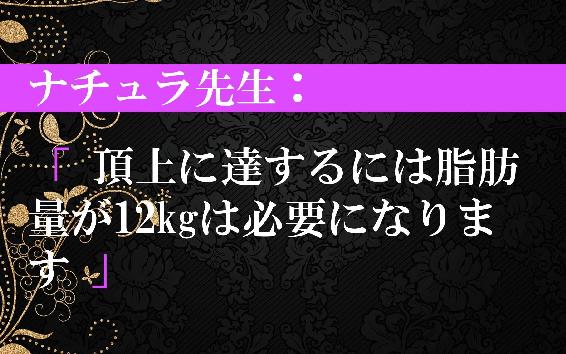 ナチュラ先生：
「 頂上に達するには脂肪
量が12kgは必要になりま
す 」